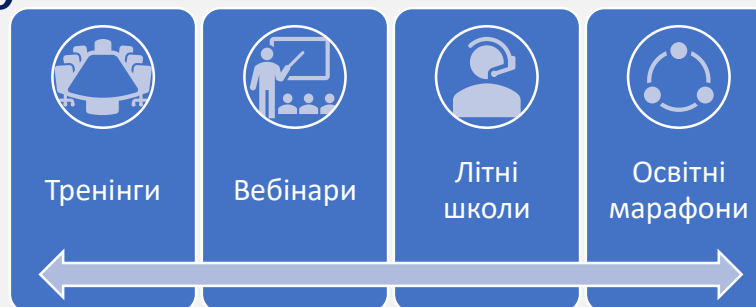 Тренінги
Вебінари
Літні
школи
Освітні
марафони